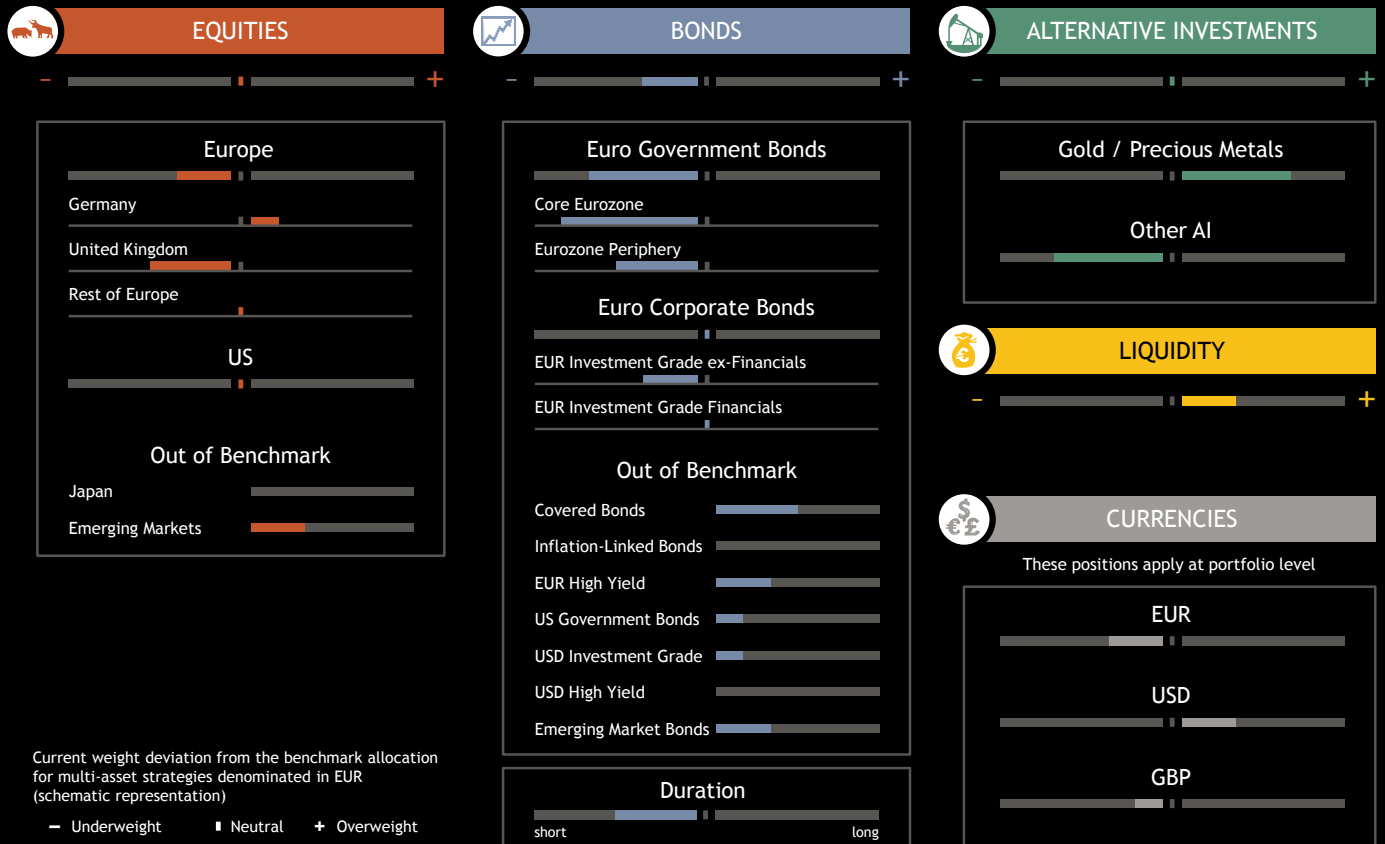 EQUITIES
− +
Europe
Germany
United Kingdom
Rest of Europe
US
Out of Benchmark
Japan
Emerging Markets
Current weight deviation from the benchmark allocation
for multi-asset strategies denominated in EUR
(schematic representation)
− Underweight Neutral + Overweight
BONDS
− +
Euro Government Bonds
Core Eurozone
Eurozone Periphery
Euro Corporate Bonds
EUR Investment Grade ex-Financials
EUR Investment Grade Financials
Out of Benchmark
Covered Bonds
Inflation-Linked Bonds
EUR High Yield
US Government Bonds
USD Investment Grade
USD High Yield
Emerging Market Bonds
Duration
short long
ALTERNATIVE INVESTMENTS
− +
Gold / Precious Metals
Other AI
€
LIQUIDITY
− +
$
€£
CURRENCIES
These positions apply at portfolio level
EUR
USD
GBP